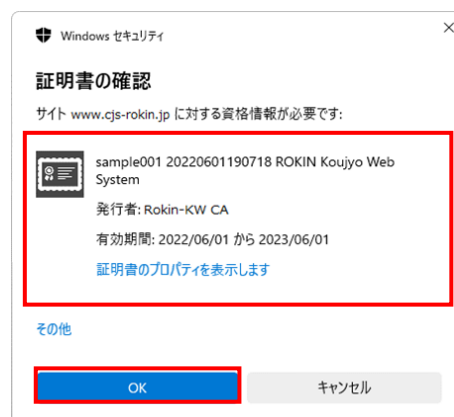 Windows セキュリティ
証明書の確認
サイト www.cjs-rokin.jp に対する資格情報が必要です:
sample001 20220601190718 ROKIN Koujyo Web
System
発行者: Rokin-KW CA
有効期間: 2022/06/01 から 2023/06/01
証明書のプロパティを表示します
その他
OK
キャンセル